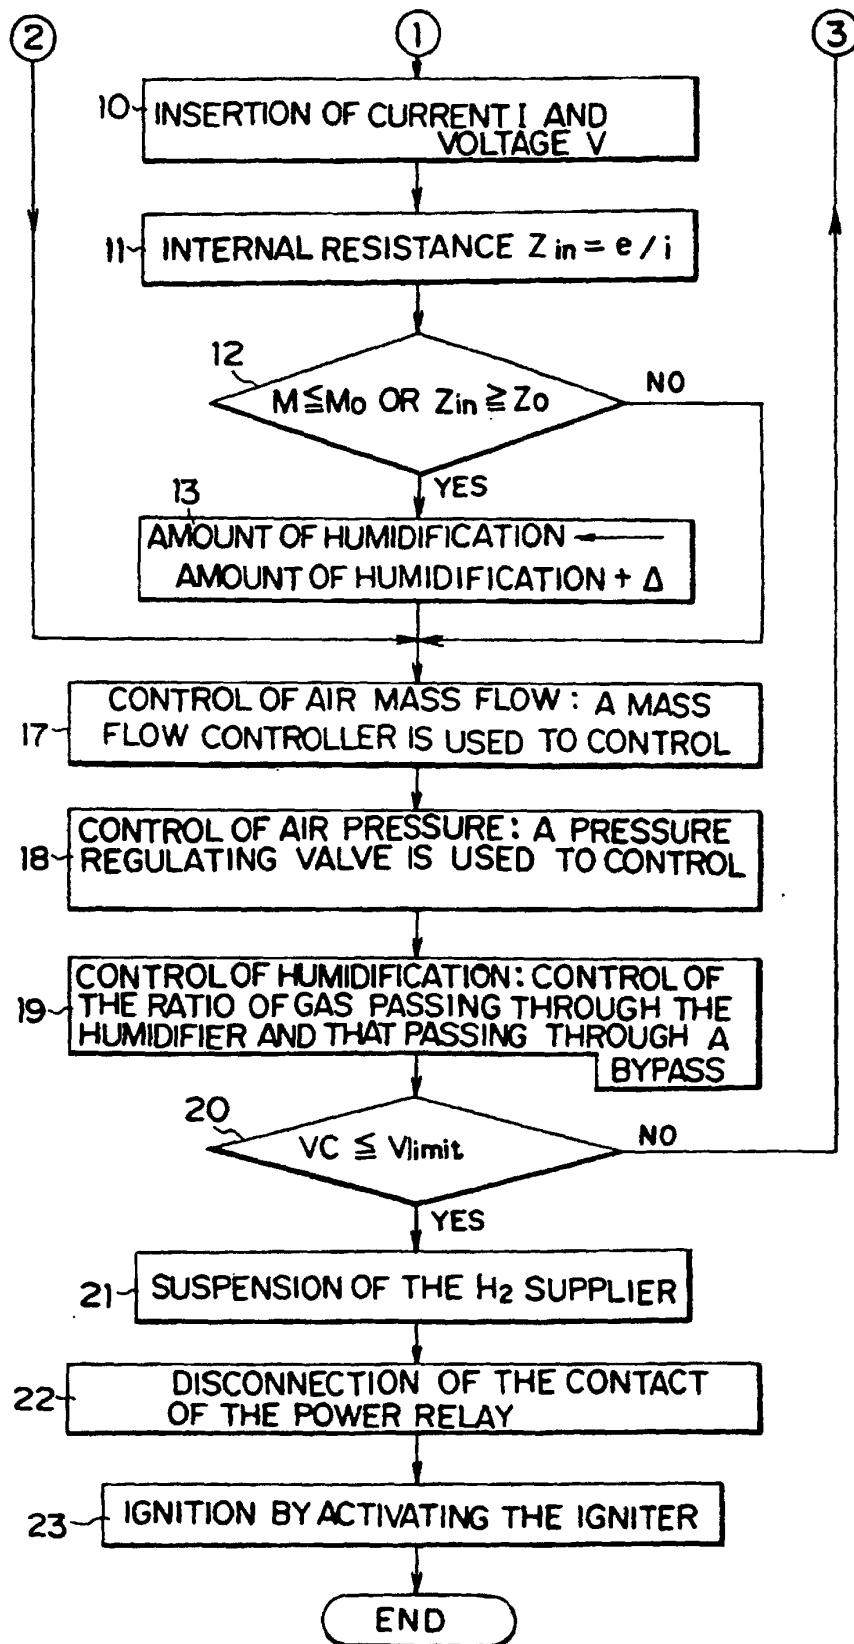 2
1
3
10
INSERTION OF CURRENT I AND
VOLTAGE V
11
INTERNAL RESISTANCE Zin = e / i
12
M ≦ Mo OR Zin ≧ Zo
NO
YES
13
AMOUNT OF HUMIDIFICATION ←
AMOUNT OF HUMIDIFICATION + Δ
17
CONTROL OF AIR MASS FLOW : A MASS
FLOW CONTROLLER IS USED TO CONTROL
18
CONTROL OF AIR PRESSURE : A PRESSURE
REGULATING VALVE IS USED TO CONTROL
19
CONTROL OF HUMIDIFICATION: CONTROL OF
THE RATIO OF GAS PASSING THROUGH THE
HUMIDIFIER AND THAT PASSING THROUGH A
BYPASS
20
VC ≦ Vlimit
NO
YES
21
SUSPENSION OF THE H2 SUPPLIER
22
DISCONNECTION OF THE CONTACT
OF THE POWER RELAY
23
IGNITION BY ACTIVATING THE IGNITER
END